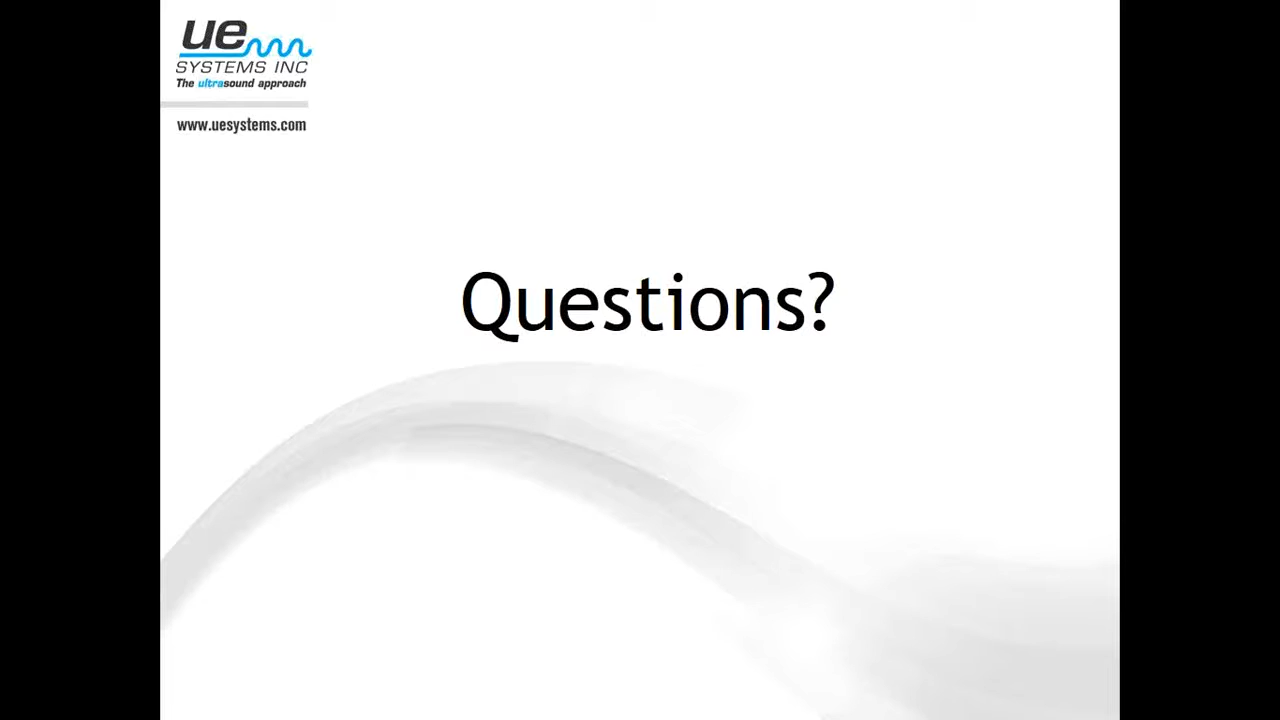 ue
SYSTEMS INC
The ultrasound approach
www.uesystems.com
Questions?